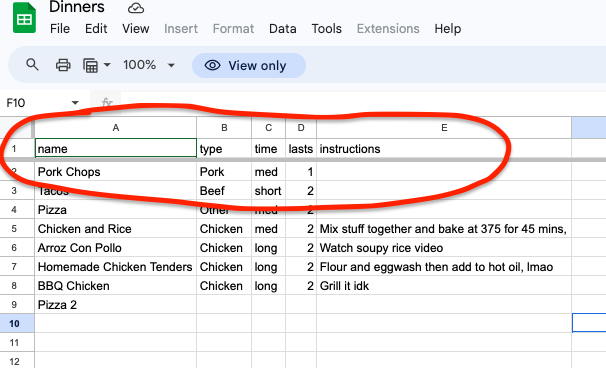 Dinners
File Edit View Insert Format Data Tools Extensions Help
100% View only
F10 fx
A B C D E
1 name type time lasts instructions
2 Pork Chops Pork med 1
3 Tacos Beef short 2
4 Pizza Other med 2
5 Chicken and Rice Chicken med 2 Mix stuff together and bake at 375 for 45 mins,
6 Arroz Con Pollo Chicken long 2 Watch soupy rice video
7 Homemade Chicken Tenders Chicken long 2 Flour and eggwash then add to hot oil, lmao
8 BBQ Chicken Chicken long 2 Grill it idk
9 Pizza 2
10
11
12